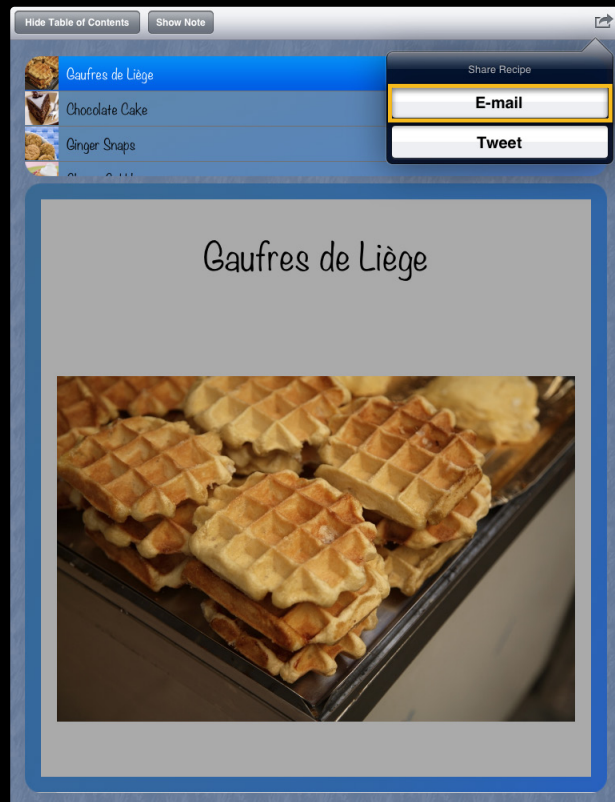 Hide Table of Contents
Show Note
Share Recipe
E-mail
Tweet
Gaufres de Liège
Chocolate Cake
Ginger Snaps
Gaufres de Liège